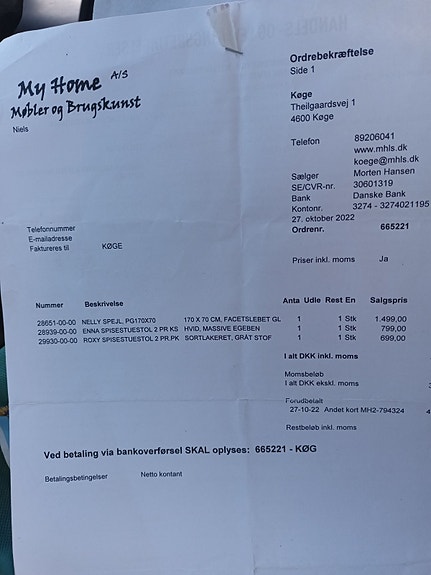 My Home A/S
Møbler og Brugskunst
Niels
Ordrebekræftelse
Side 1
Køge
Theilgaardsvej 1
4600 Køge
Telefon 89206041
www.mhls.dk
koege@mhls.dk
Sælger Morten Hansen
SE/CVR-nr. 30601319
Bank Danske Bank
Kontonr. 3274 - 3274021195
27. oktober 2022
Ordrenr. 665221
Telefonnummer
E-mailadresse
Faktureres til KØGE
Priser inkl. moms Ja
Nummer Beskrivelse Anta Udle Rest En Salgspris
28651-00-00 NELLY SPEJL, PG170X70 170 X 70 CM, FACETSLEBET GL 1 1 Stk 1.499,00
28939-00-00 ENNA SPISESTUESTOL 2 PR KS HVID, MASSIVE EGEBEN 1 1 Stk 799,00
29930-00-00 ROXY SPISESTUESTOL 2 PR.PK SORTLAKERET, GRÅT STOF 1 1 Stk 699,00
I alt DKK inkl. moms
Momsbeløb
I alt DKK ekskl. moms
Forudbetalt
27-10-22 Andet kort MH2-794324
Restbeløb inkl. moms
Ved betaling via bankoverførsel SKAL oplyses: 665221 - KØG
Betalingsbetingelser Netto kontant